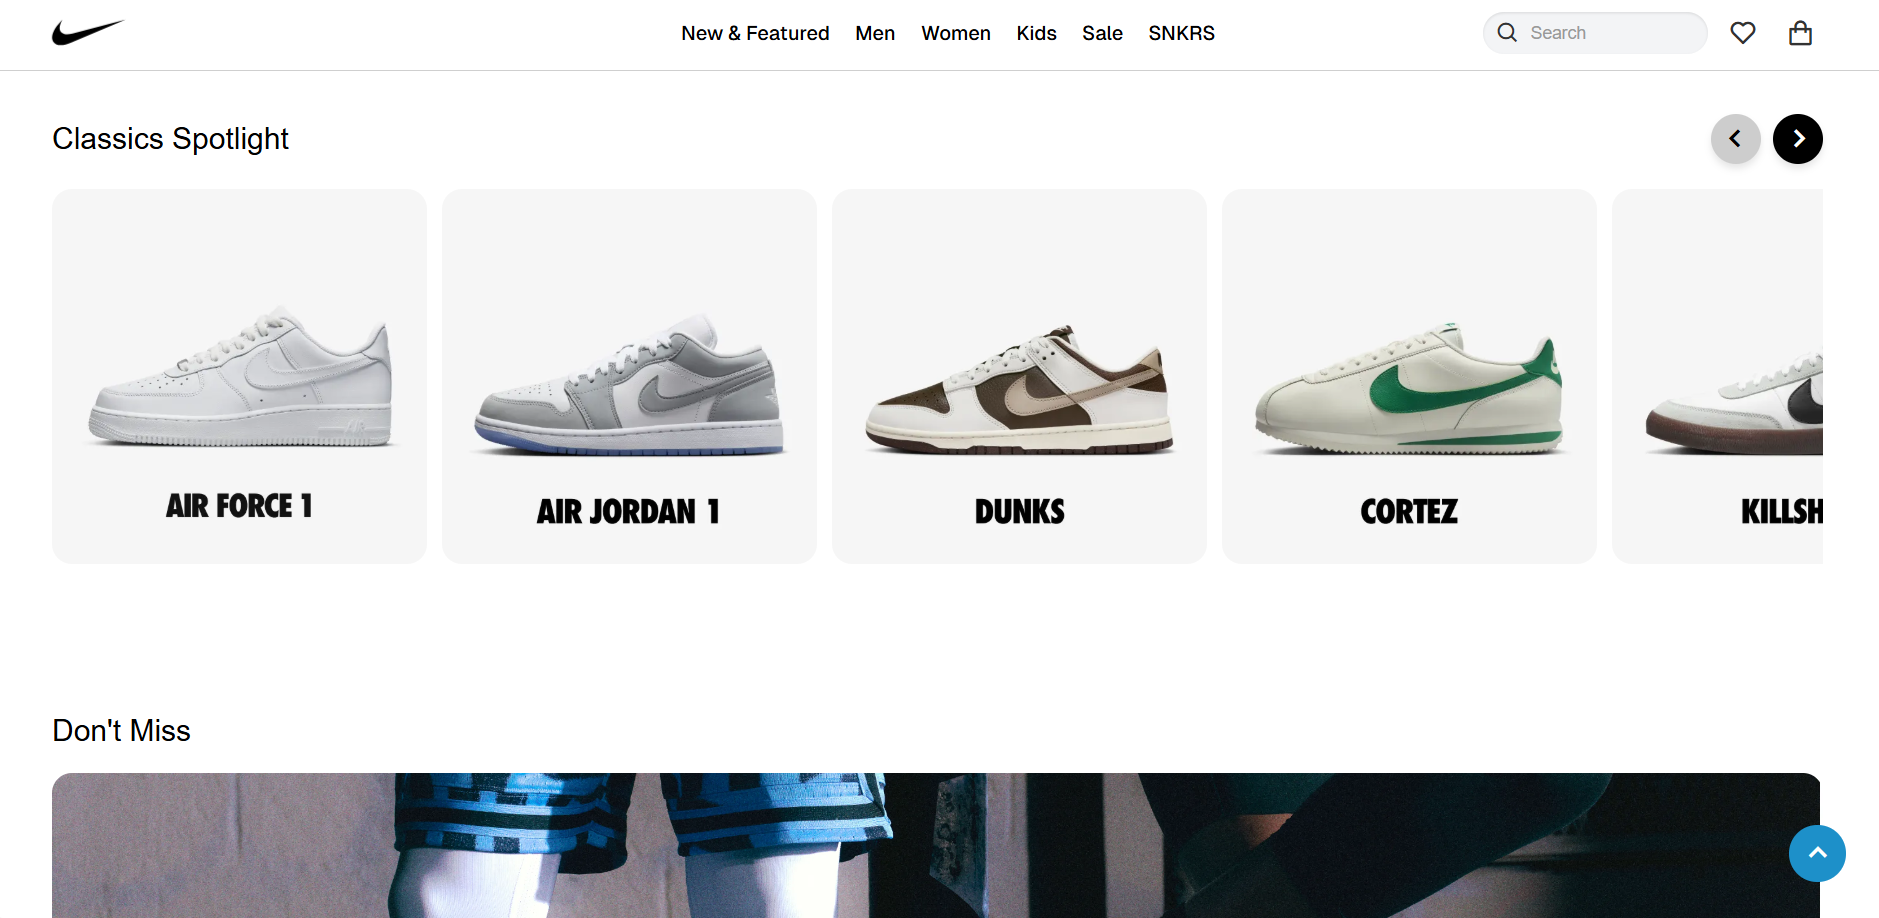 New & Featured Men Women Kids Sale SNKRS
Search
Classics Spotlight
AIR FORCE 1
AIR JORDAN 1
DUNKS
CORTEZ
KILLSH
Don't Miss